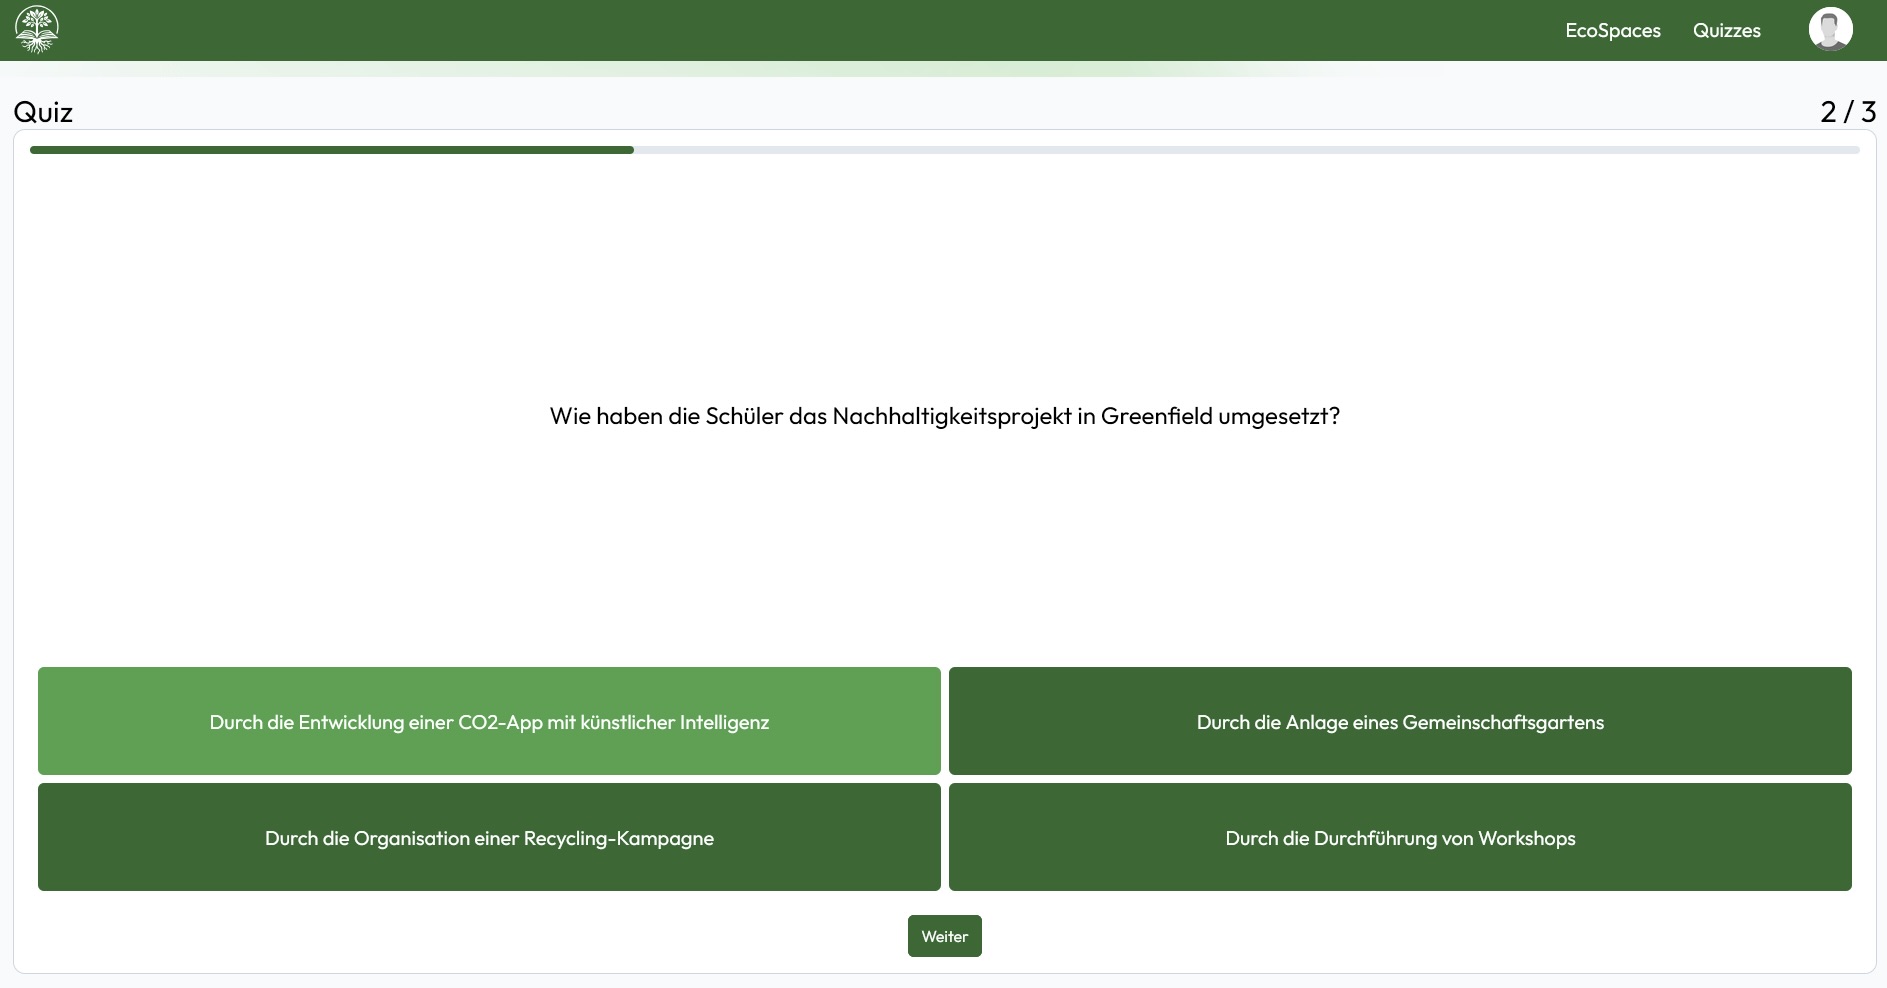 EcoSpaces Quizzes
Quiz 2 / 3
Wie haben die Schüler das Nachhaltigkeitsprojekt in Greenfield umgesetzt?
Durch die Entwicklung einer CO2-App mit künstlicher Intelligenz
Durch die Anlage eines Gemeinschaftsgartens
Durch die Organisation einer Recycling-Kampagne
Durch die Durchführung von Workshops
Weiter